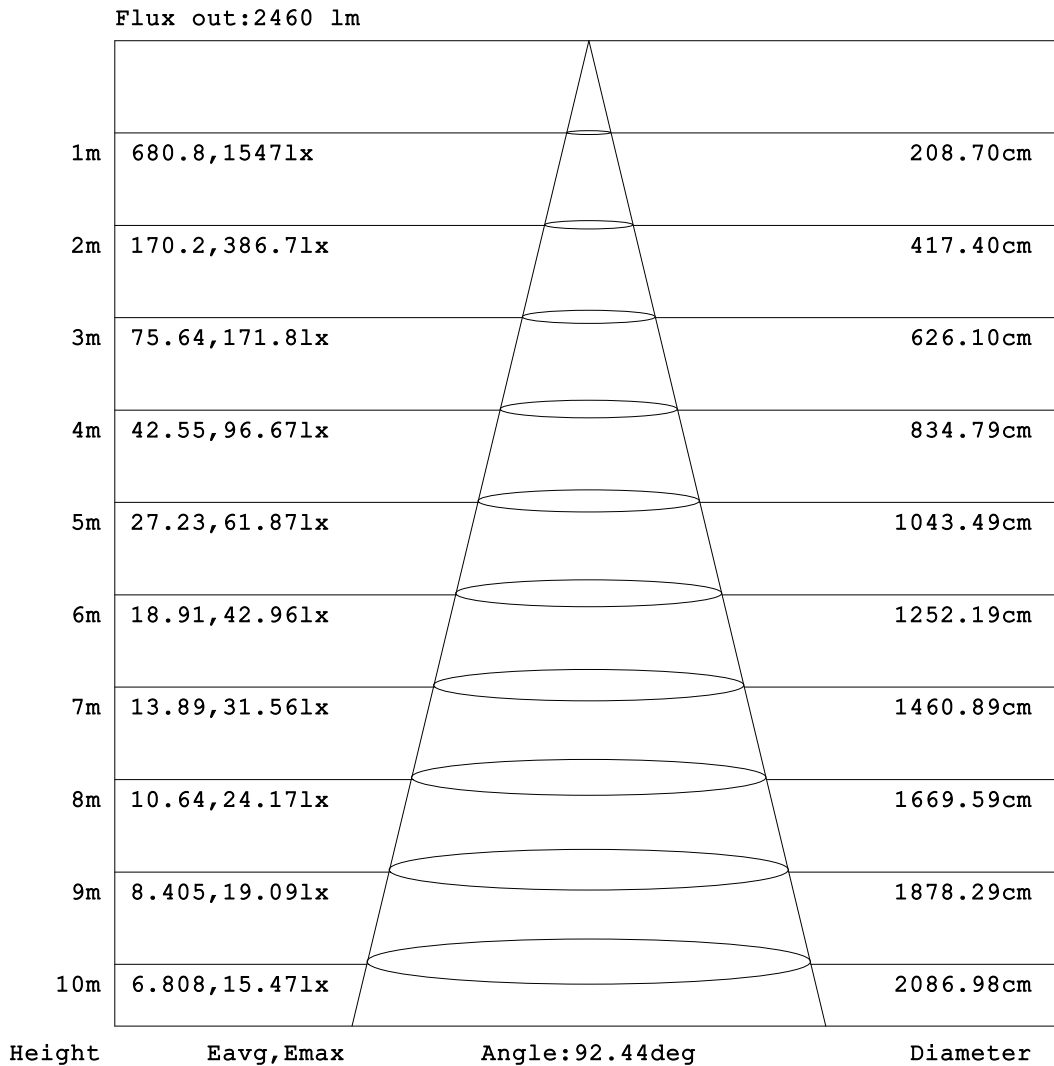 Flux out:2460 lm
1m 680.8,1547lx 208.70cm
2m 170.2,386.7lx 417.40cm
3m 75.64,171.8lx 626.10cm
4m 42.55,96.67lx 834.79cm
5m 27.23,61.87lx 1043.49cm
6m 18.91,42.96lx 1252.19cm
7m 13.89,31.56lx 1460.89cm
8m 10.64,24.17lx 1669.59cm
9m 8.405,19.09lx 1878.29cm
10m 6.808,15.47lx 2086.98cm
Height Eavg,Emax Angle:92.44deg Diameter